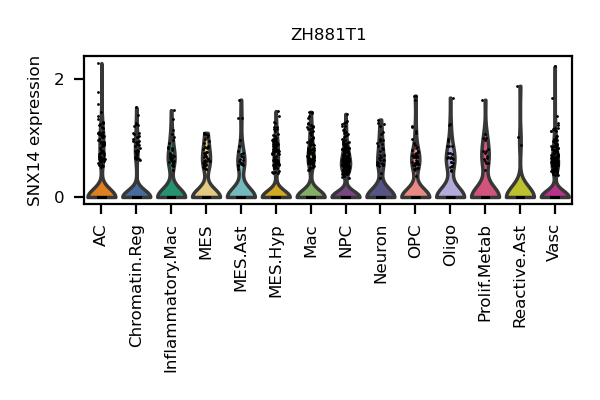 ZH881T1
SNX14 expression
2
0
AC
Chromatin.Reg
Inflammatory.Mac
MES
MES.Ast
MES.Hyp
Mac
NPC
Neuron
OPC
Oligo
Prolif.Metab
Reactive.Ast
Vasc